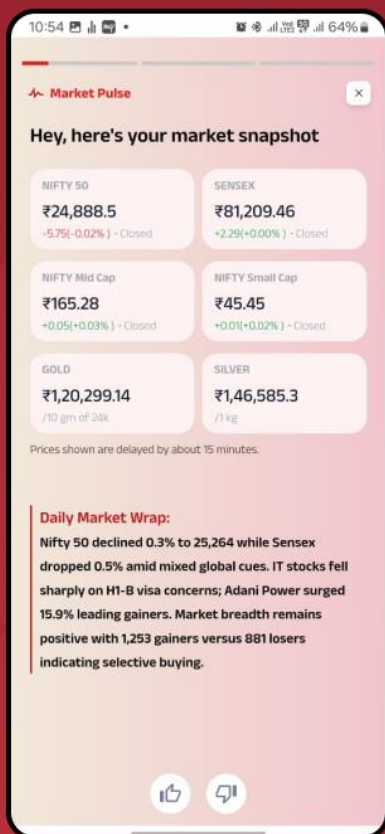 10:54
64%
Market Pulse
Hey, here's your market snapshot
NIFTY 50
₹24,888.5
-5.75(-0.02% ) • Closed
SENSEX
₹81,209.46
+2.29(+0.00% ) • Closed
NIFTY Mid Cap
₹165.28
+0.05(+0.03% ) • Closed
NIFTY Small Cap
₹45.45
+0.01(+0.02% ) • Closed
GOLD
₹1,20,299.14
/10 gm of 24k
SILVER
₹1,46,585.3
/1 kg
Prices shown are delayed by about 15 minutes.
Daily Market Wrap:
Nifty 50 declined 0.3% to 25,264 while Sensex
dropped 0.5% amid mixed global cues. IT stocks fell
sharply on H1-B visa concerns; Adani Power surged
15.9% leading gainers. Market breadth remains
positive with 1,253 gainers versus 881 losers
indicating selective buying.